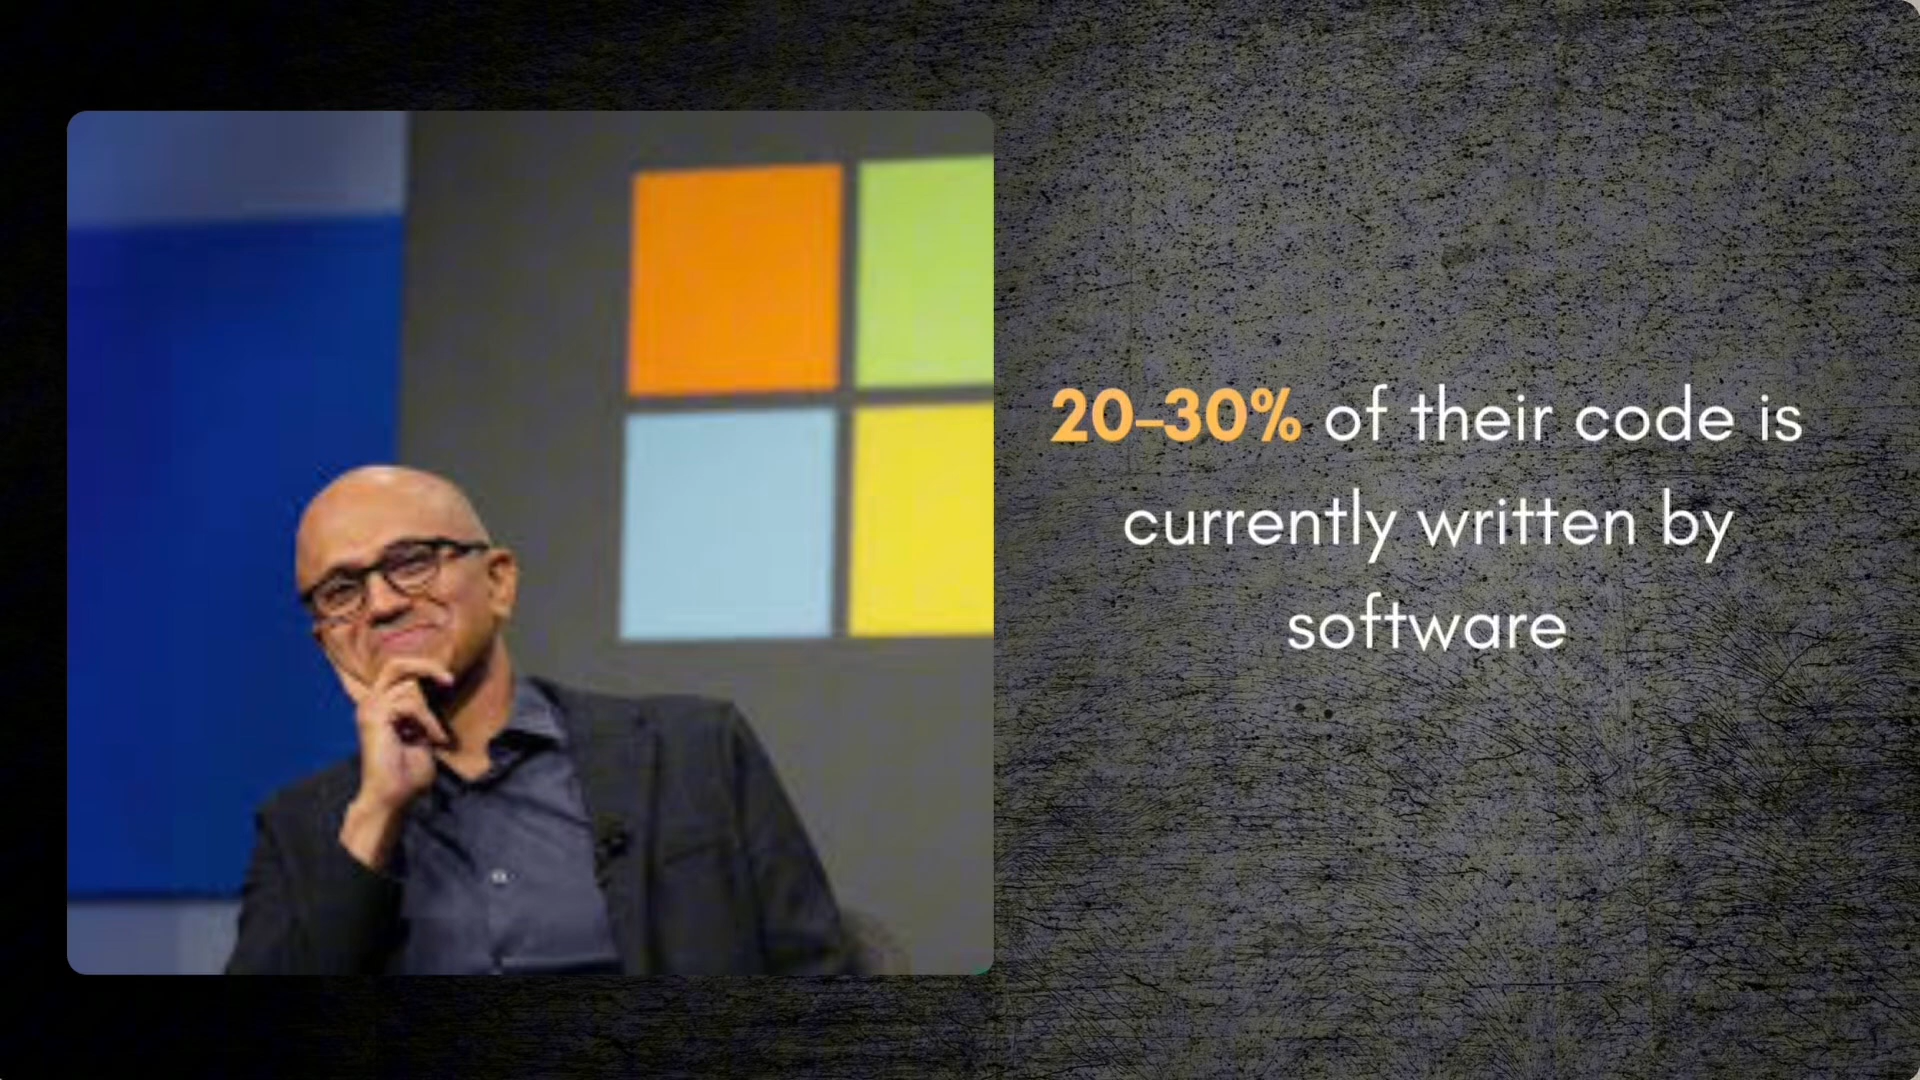 20–30% of their code is
currently written by
software